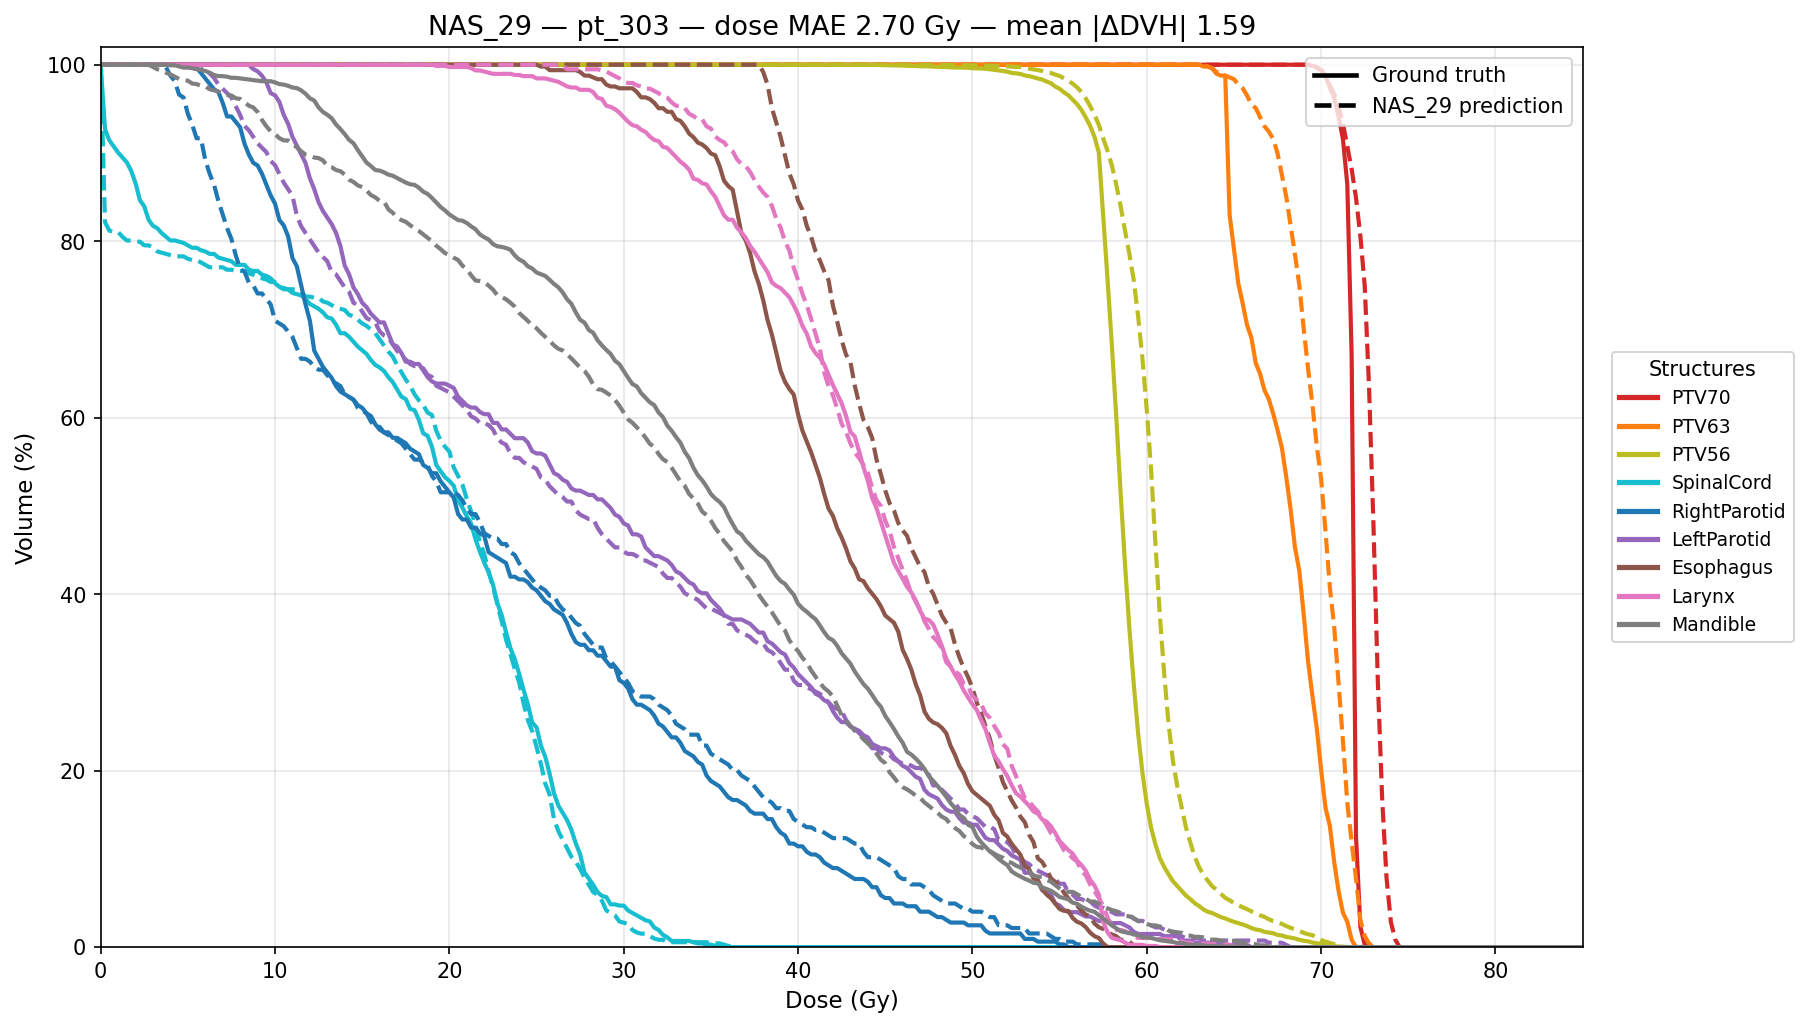 NAS_29 — pt_303 — dose MAE 2.70 Gy — mean |ΔDVH| 1.59
Volume (%)
100
80
60
40
20
0
0 10 20 30 40 50 60 70 80
Dose (Gy)
Ground truth
NAS_29 prediction
Structures
PTV70
PTV63
PTV56
SpinalCord
RightParotid
LeftParotid
Esophagus
Larynx
Mandible